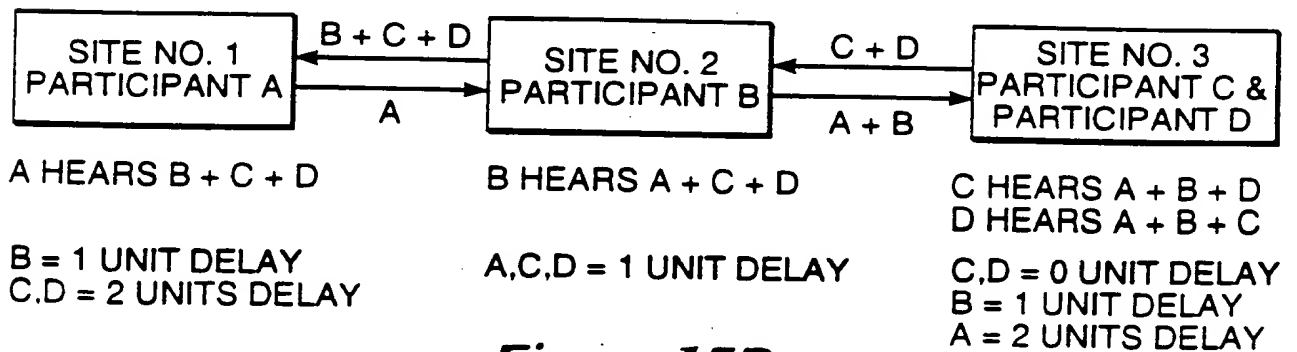 SITE NO. 1
PARTICIPANT A
B + C + D
A
SITE NO. 2
PARTICIPANT B
C + D
A + B
SITE NO. 3
PARTICIPANT C &
PARTICIPANT D
A HEARS B + C + D
B = 1 UNIT DELAY
C,D = 2 UNITS DELAY
B HEARS A + C + D
A,C,D = 1 UNIT DELAY
C HEARS A + B + D
D HEARS A + B + C
C,D = 0 UNIT DELAY
B = 1 UNIT DELAY
A = 2 UNITS DELAY